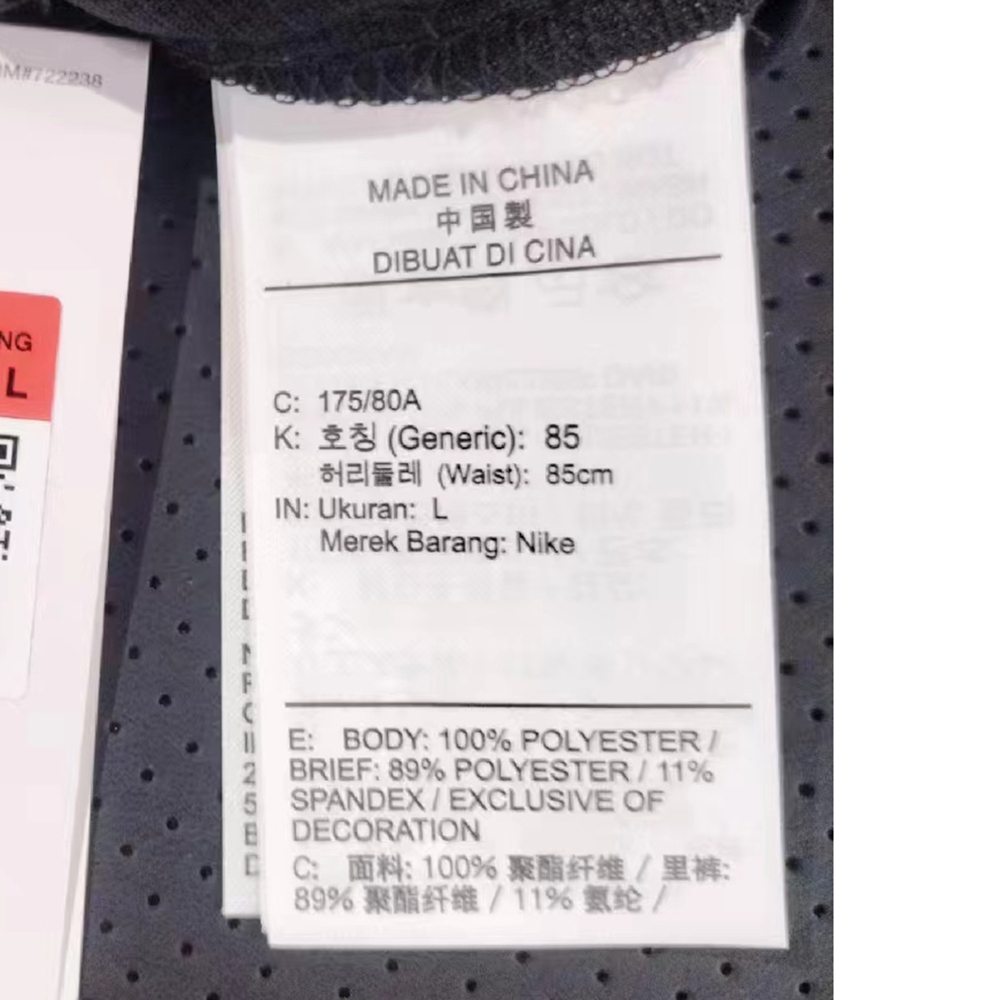 IM#722238
NG
L
MADE IN CHINA
中国製
DIBUAT DI CINA
C: 175/80A
K: 호칭 (Generic): 85
허리둘레 (Waist): 85cm
IN: Ukuran: L
Merek Barang: Nike
E: BODY: 100% POLYESTER /
BRIEF: 89% POLYESTER / 11%
SPANDEX / EXCLUSIVE OF
DECORATION
C: 面料: 100% 聚酯纤维 / 里裤:
89% 聚酯纤维 / 11% 氨纶 /